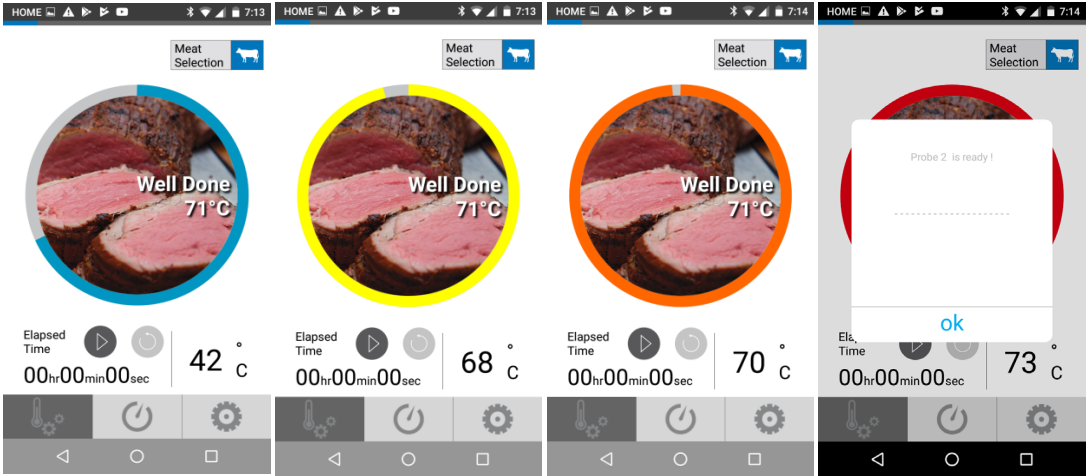 HOME 7:13
Meat
Selection
Well Done
71°C
Elapsed
Time
00hr00min00sec
42 °C
HOME 7:13
Meat
Selection
Well Done
71°C
Elapsed
Time
00hr00min00sec
68 °C
HOME 7:14
Meat
Selection
Well Done
71°C
Elapsed
Time
00hr00min00sec
70 °C
HOME 7:14
Meat
Selection
Probe 2 is ready !
ok
Time
00hr00min00sec
73 °C